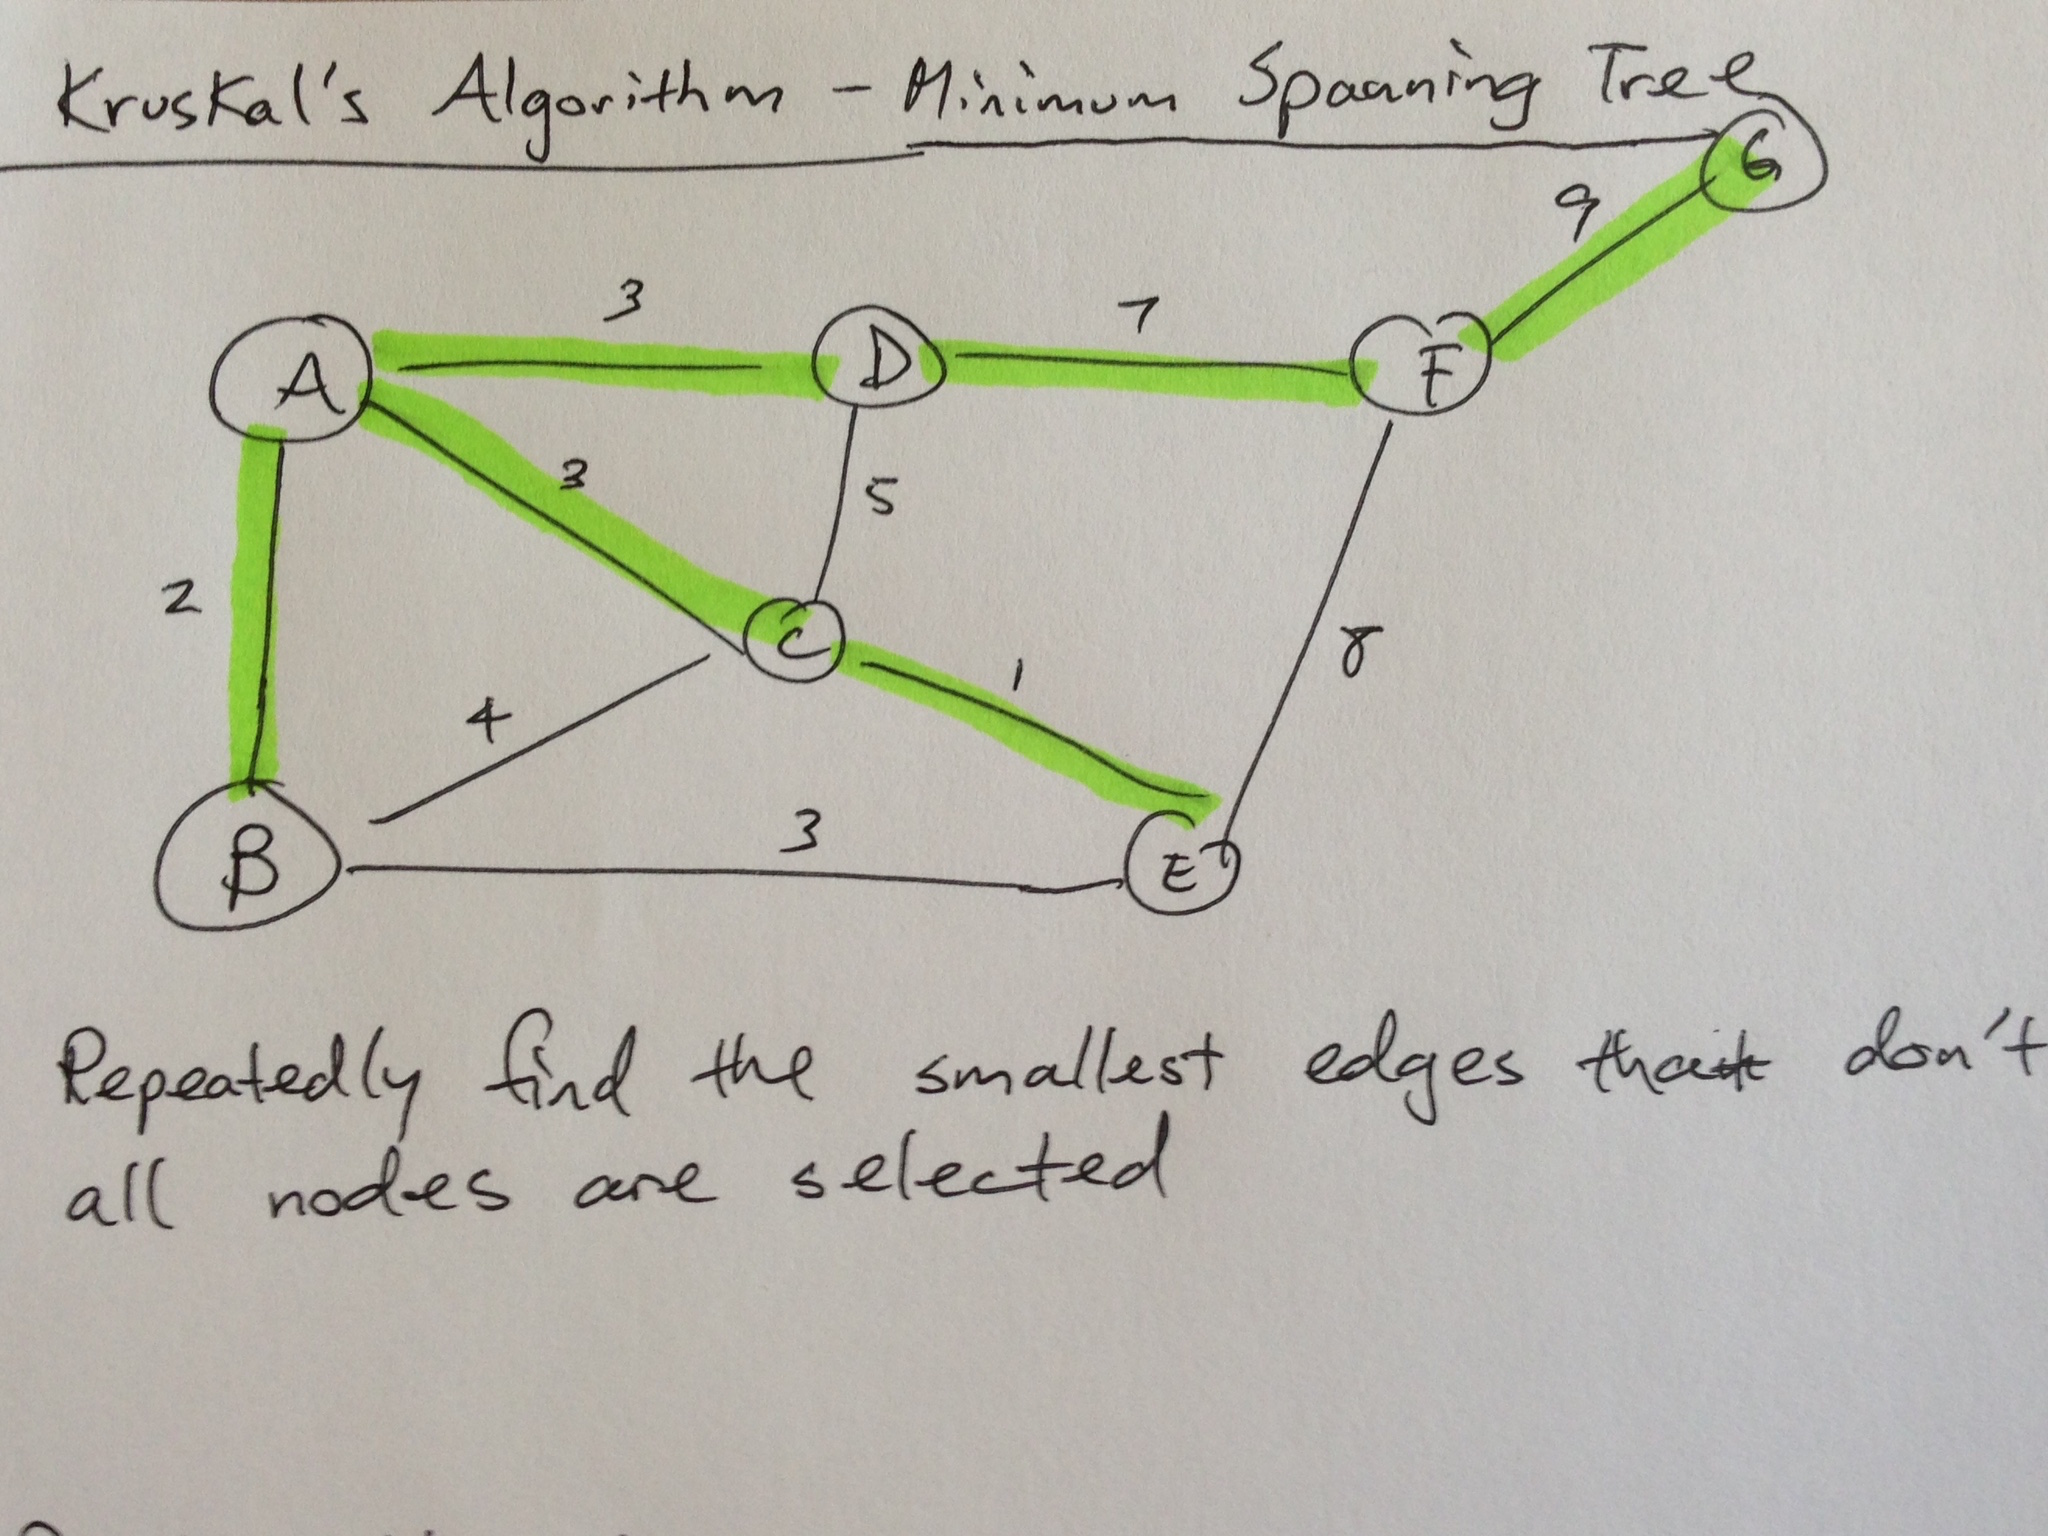 Kruskal's Algorithm - Minimum Spanning Tree
G
9
3
7
A
D
F
3
5
2
C
8
1
4
3
B
E
Repeatedly find the smallest edges that don't
all nodes are selected